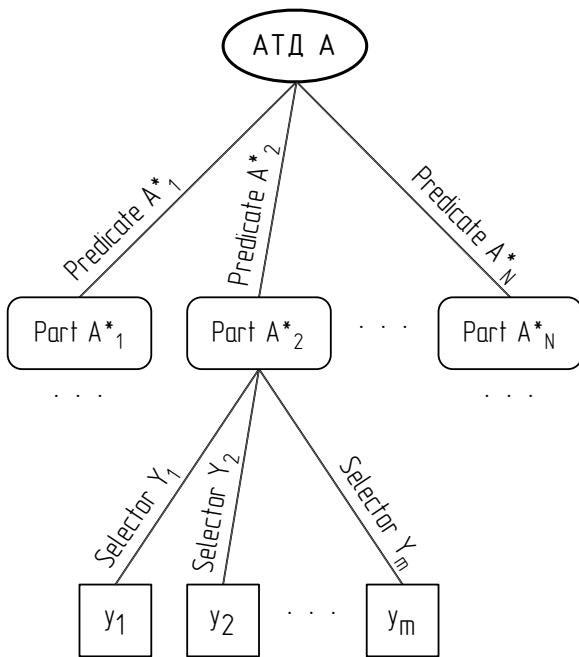 АТД А
Predicate A*₁
Predicate A*₂
Predicate A*N
Part A*₁
Part A*₂
. . .
Part A*N
. . .
. . .
Selector Y₁
Selector Y₂
Selector Yₘ
y₁
y₂
. . .
yₘ